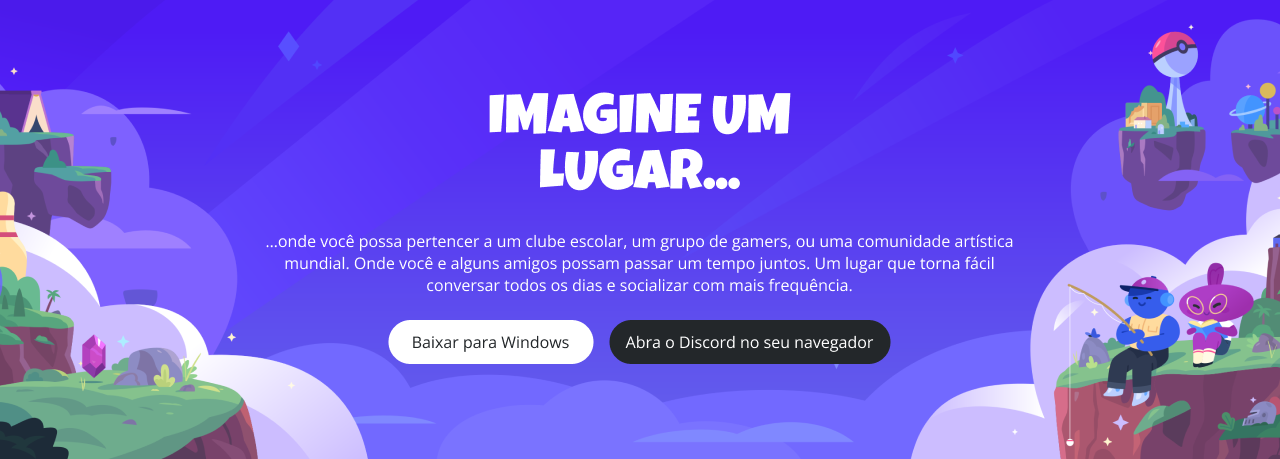 IMAGINE UM
LUGAR...
...onde você possa pertencer a um clube escolar, um grupo de gamers, ou uma comunidade artística
mundial. Onde você e alguns amigos possam passar um tempo juntos. Um lugar que torna fácil
conversar todos os dias e socializar com mais frequência.
Baixar para Windows
Abra o Discord no seu navegador